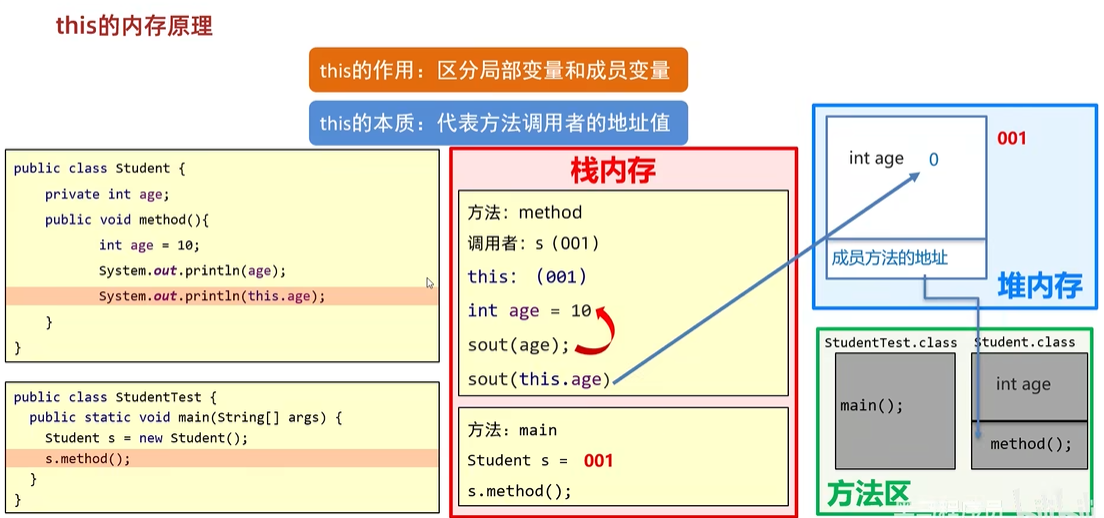 this的内存原理
this的作用：区分局部变量和成员变量
this的本质：代表方法调用者的地址值
public class Student {
private int age;
public void method(){
int age = 10;
System.out.println(age);
System.out.println(this.age);
}
}
public class StudentTest {
public static void main(String[] args) {
Student s = new Student();
s.method();
}
}
栈内存
方法：method
调用者：s（001）
this：（001）
int age = 10
sout(age);
sout(this.age)
方法：main
Student s = 001
s.method();
int age 0
001
成员方法的地址
堆内存
StudentTest.class
main();
Student.class
int age
method();
方法区